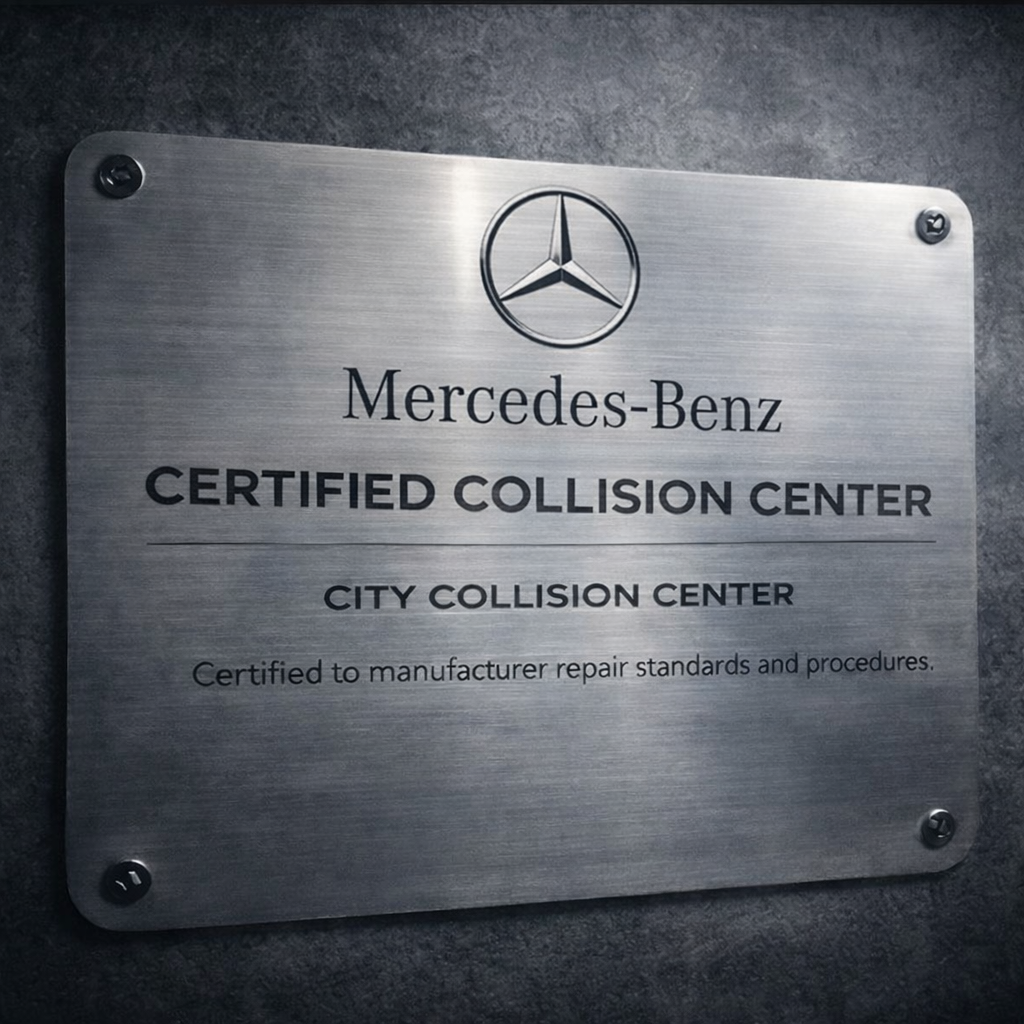 Mercedes-Benz
CERTIFIED COLLISION CENTER
CITY COLLISION CENTER
Certified to manufacturer repair standards and procedures.